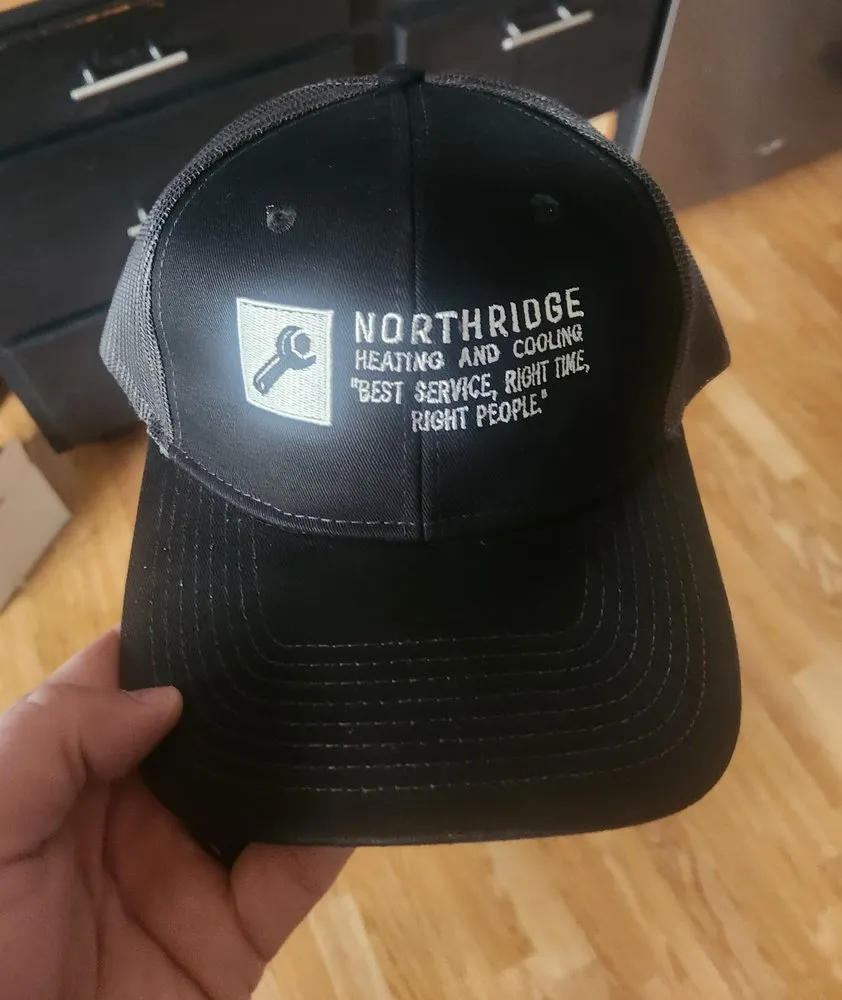 NORTHRIDGE
HEATING AND COOLING
"BEST SERVICE, RIGHT TIME,
RIGHT PEOPLE."